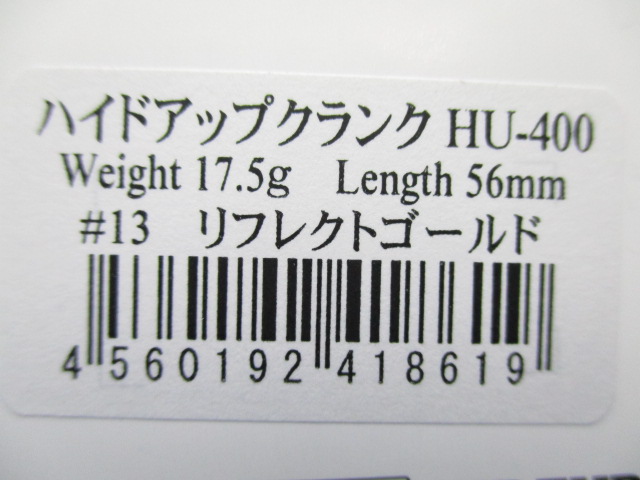 ハイドアップクランク HU-400
Weight 17.5g Length 56mm
#13 リフレクトゴールド
4 560192 418619